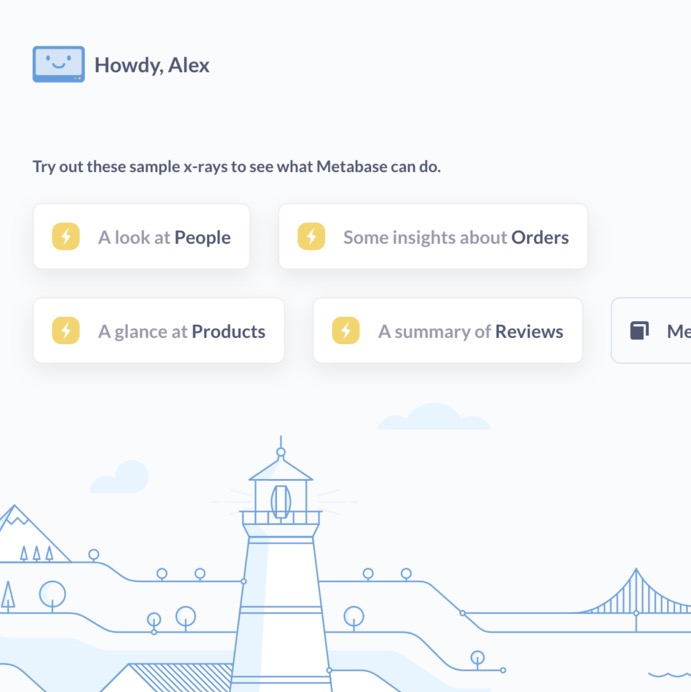 Howdy, Alex
Try out these sample x-rays to see what Metabase can do.
A look at People
Some insights about Orders
A glance at Products
A summary of Reviews
Me